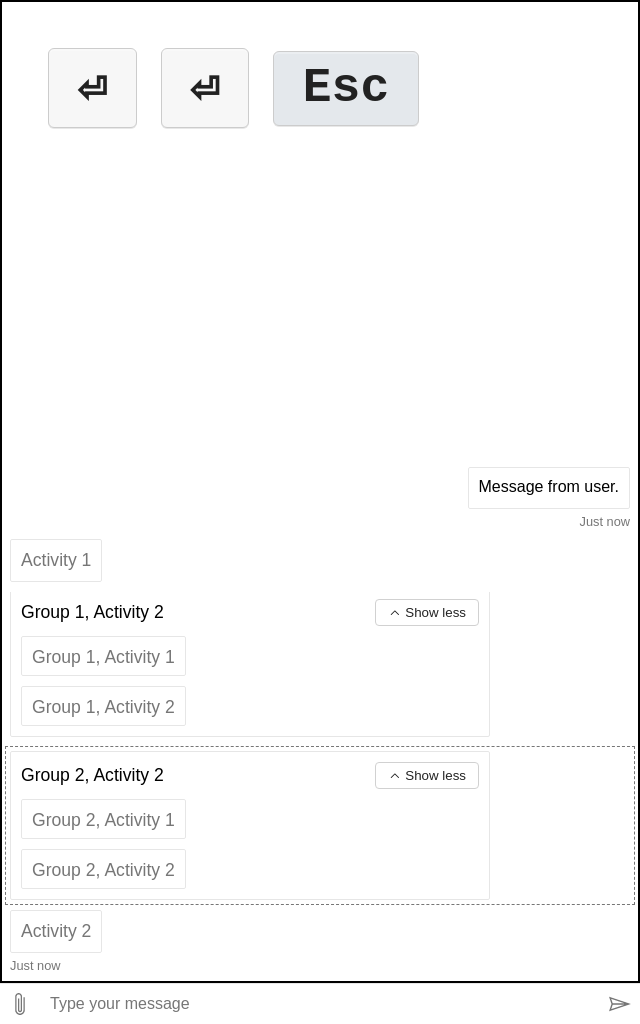 ⏎ ⏎ Esc
Message from user.
Just now
Activity 1
Group 1, Activity 2 Show less
Group 1, Activity 1
Group 1, Activity 2
Group 2, Activity 2 Show less
Group 2, Activity 1
Group 2, Activity 2
Activity 2
Just now
Type your message